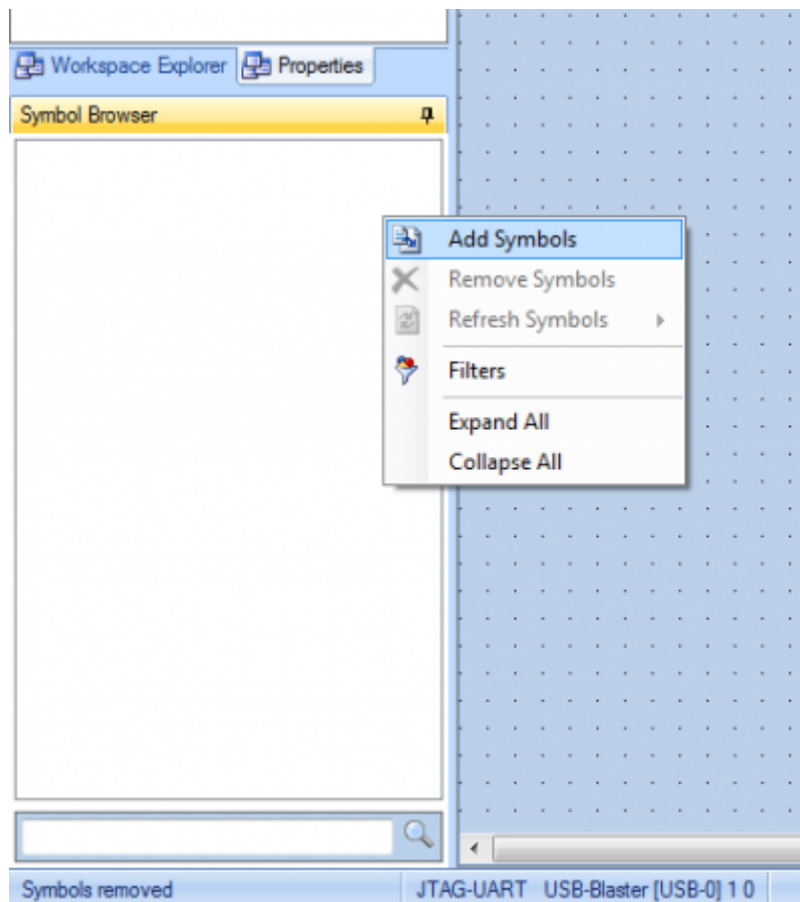 Workspace Explorer Properties
Symbol Browser
Add Symbols
Remove Symbols
Refresh Symbols
Filters
Expand All
Collapse All
Symbols removed JTAG-UART USB-Blaster [USB-0] 1 0